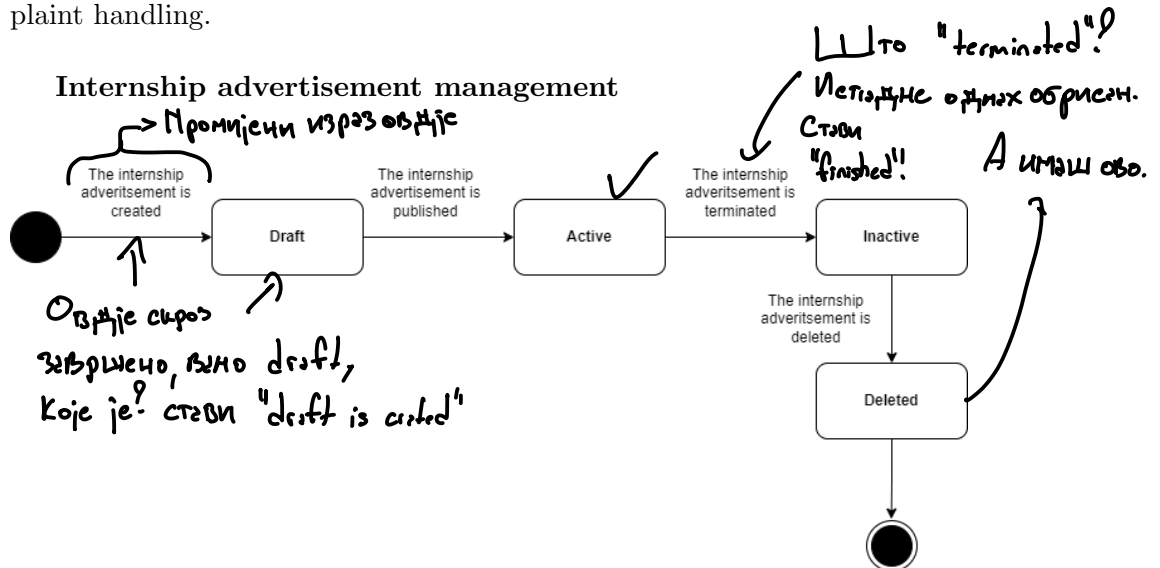 plaint handling.
Што "terminated"?
Internship advertisement management
Испадне одмах обрисан.
Промијени израз овдје
Стави
"finished"!
А имаш ово.
The internship
adveritsement is
created
The internship
advertisement is
published
The internship
adveritsement is
terminated
Draft
Active
Inactive
Овдје скроз
завршено, вамо draft,
Које је? стави "draft is created"
The internship
adveritsement is
deleted
Deleted